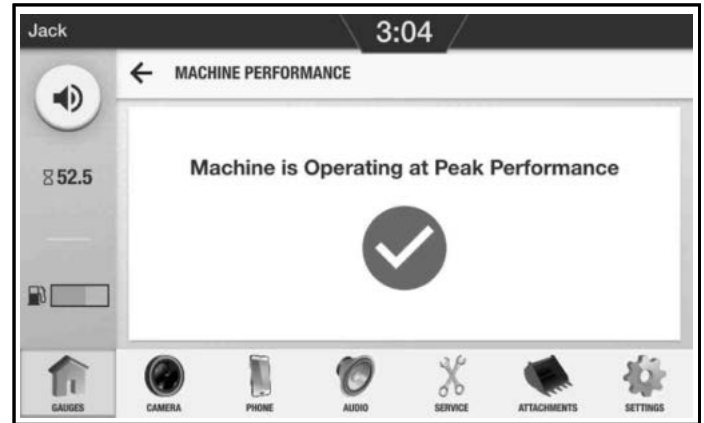 Jack
3:04
MACHINE PERFORMANCE
52.5
Machine is Operating at Peak Performance
GAUGES
CAMERA
PHONE
AUDIO
SERVICE
ATTACHMENTS
SETTINGS